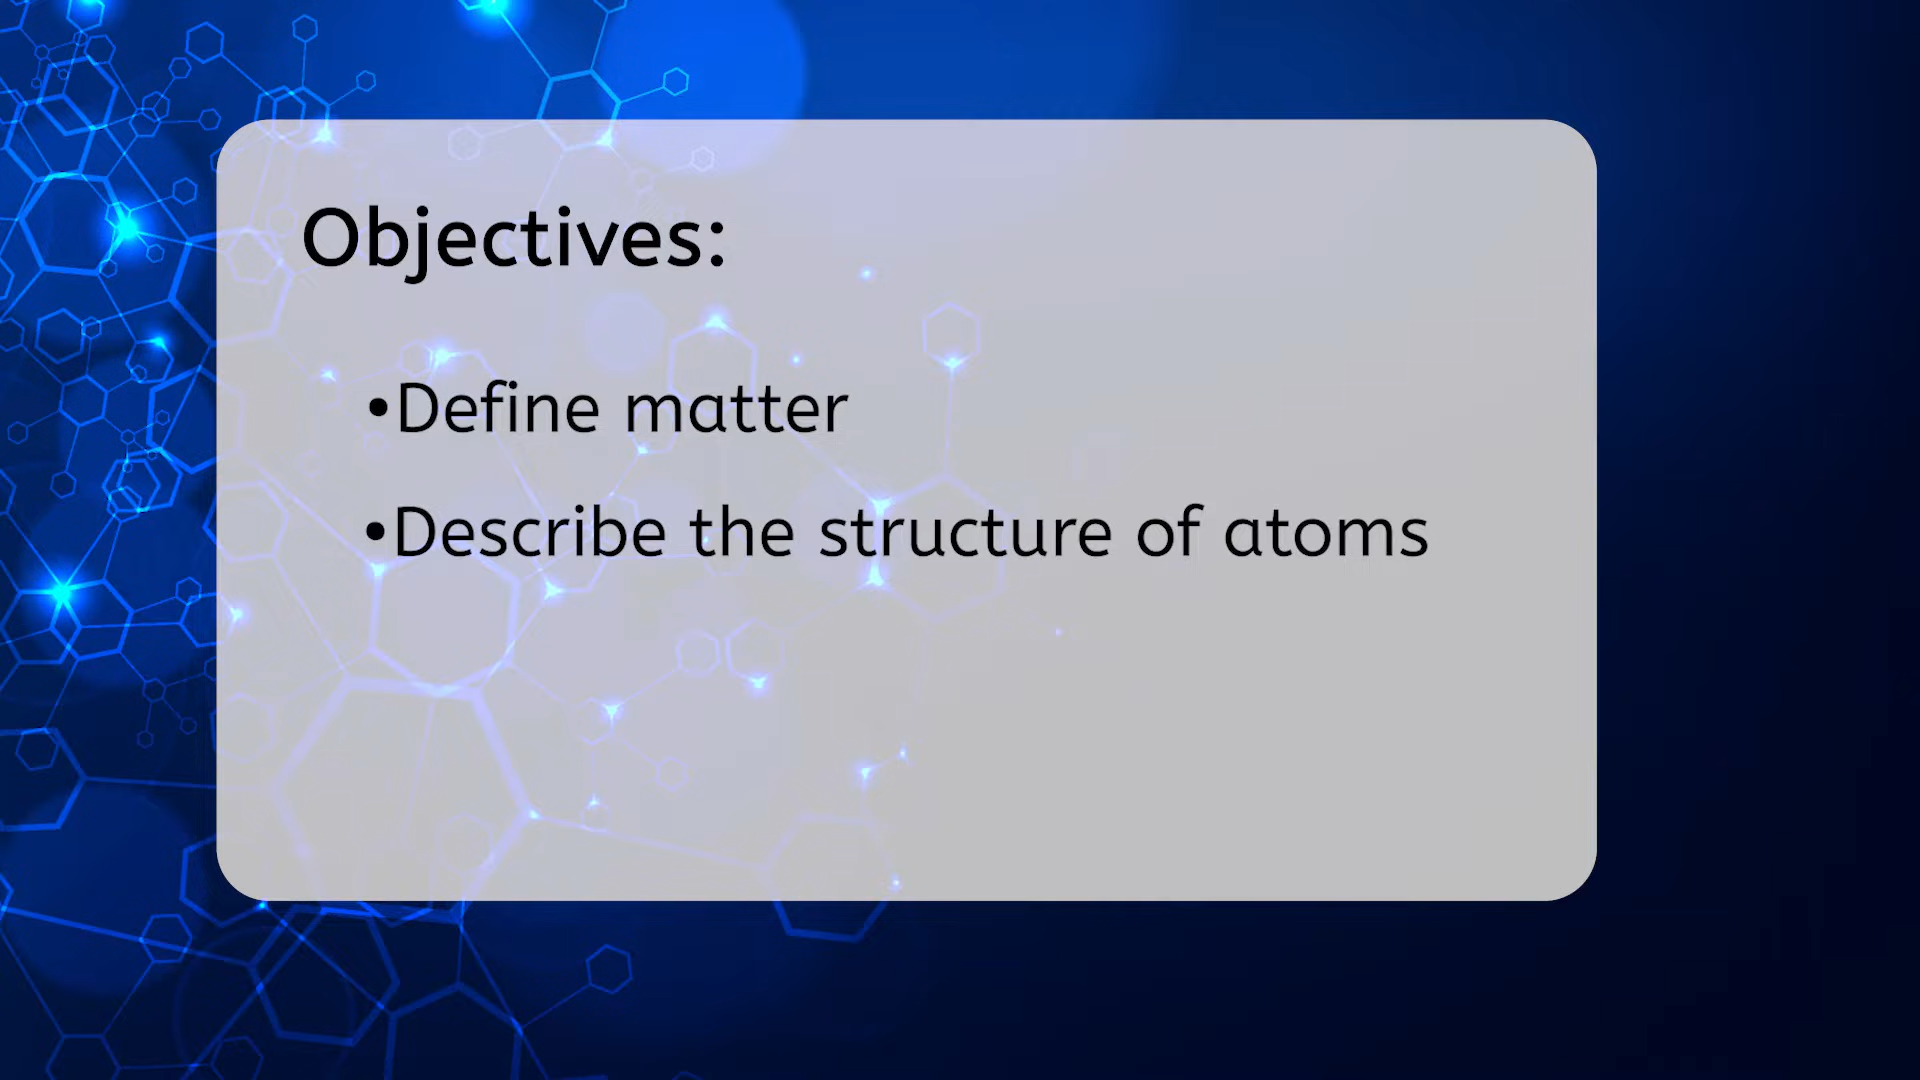 Objectives:
•Define matter
•Describe the structure of atoms